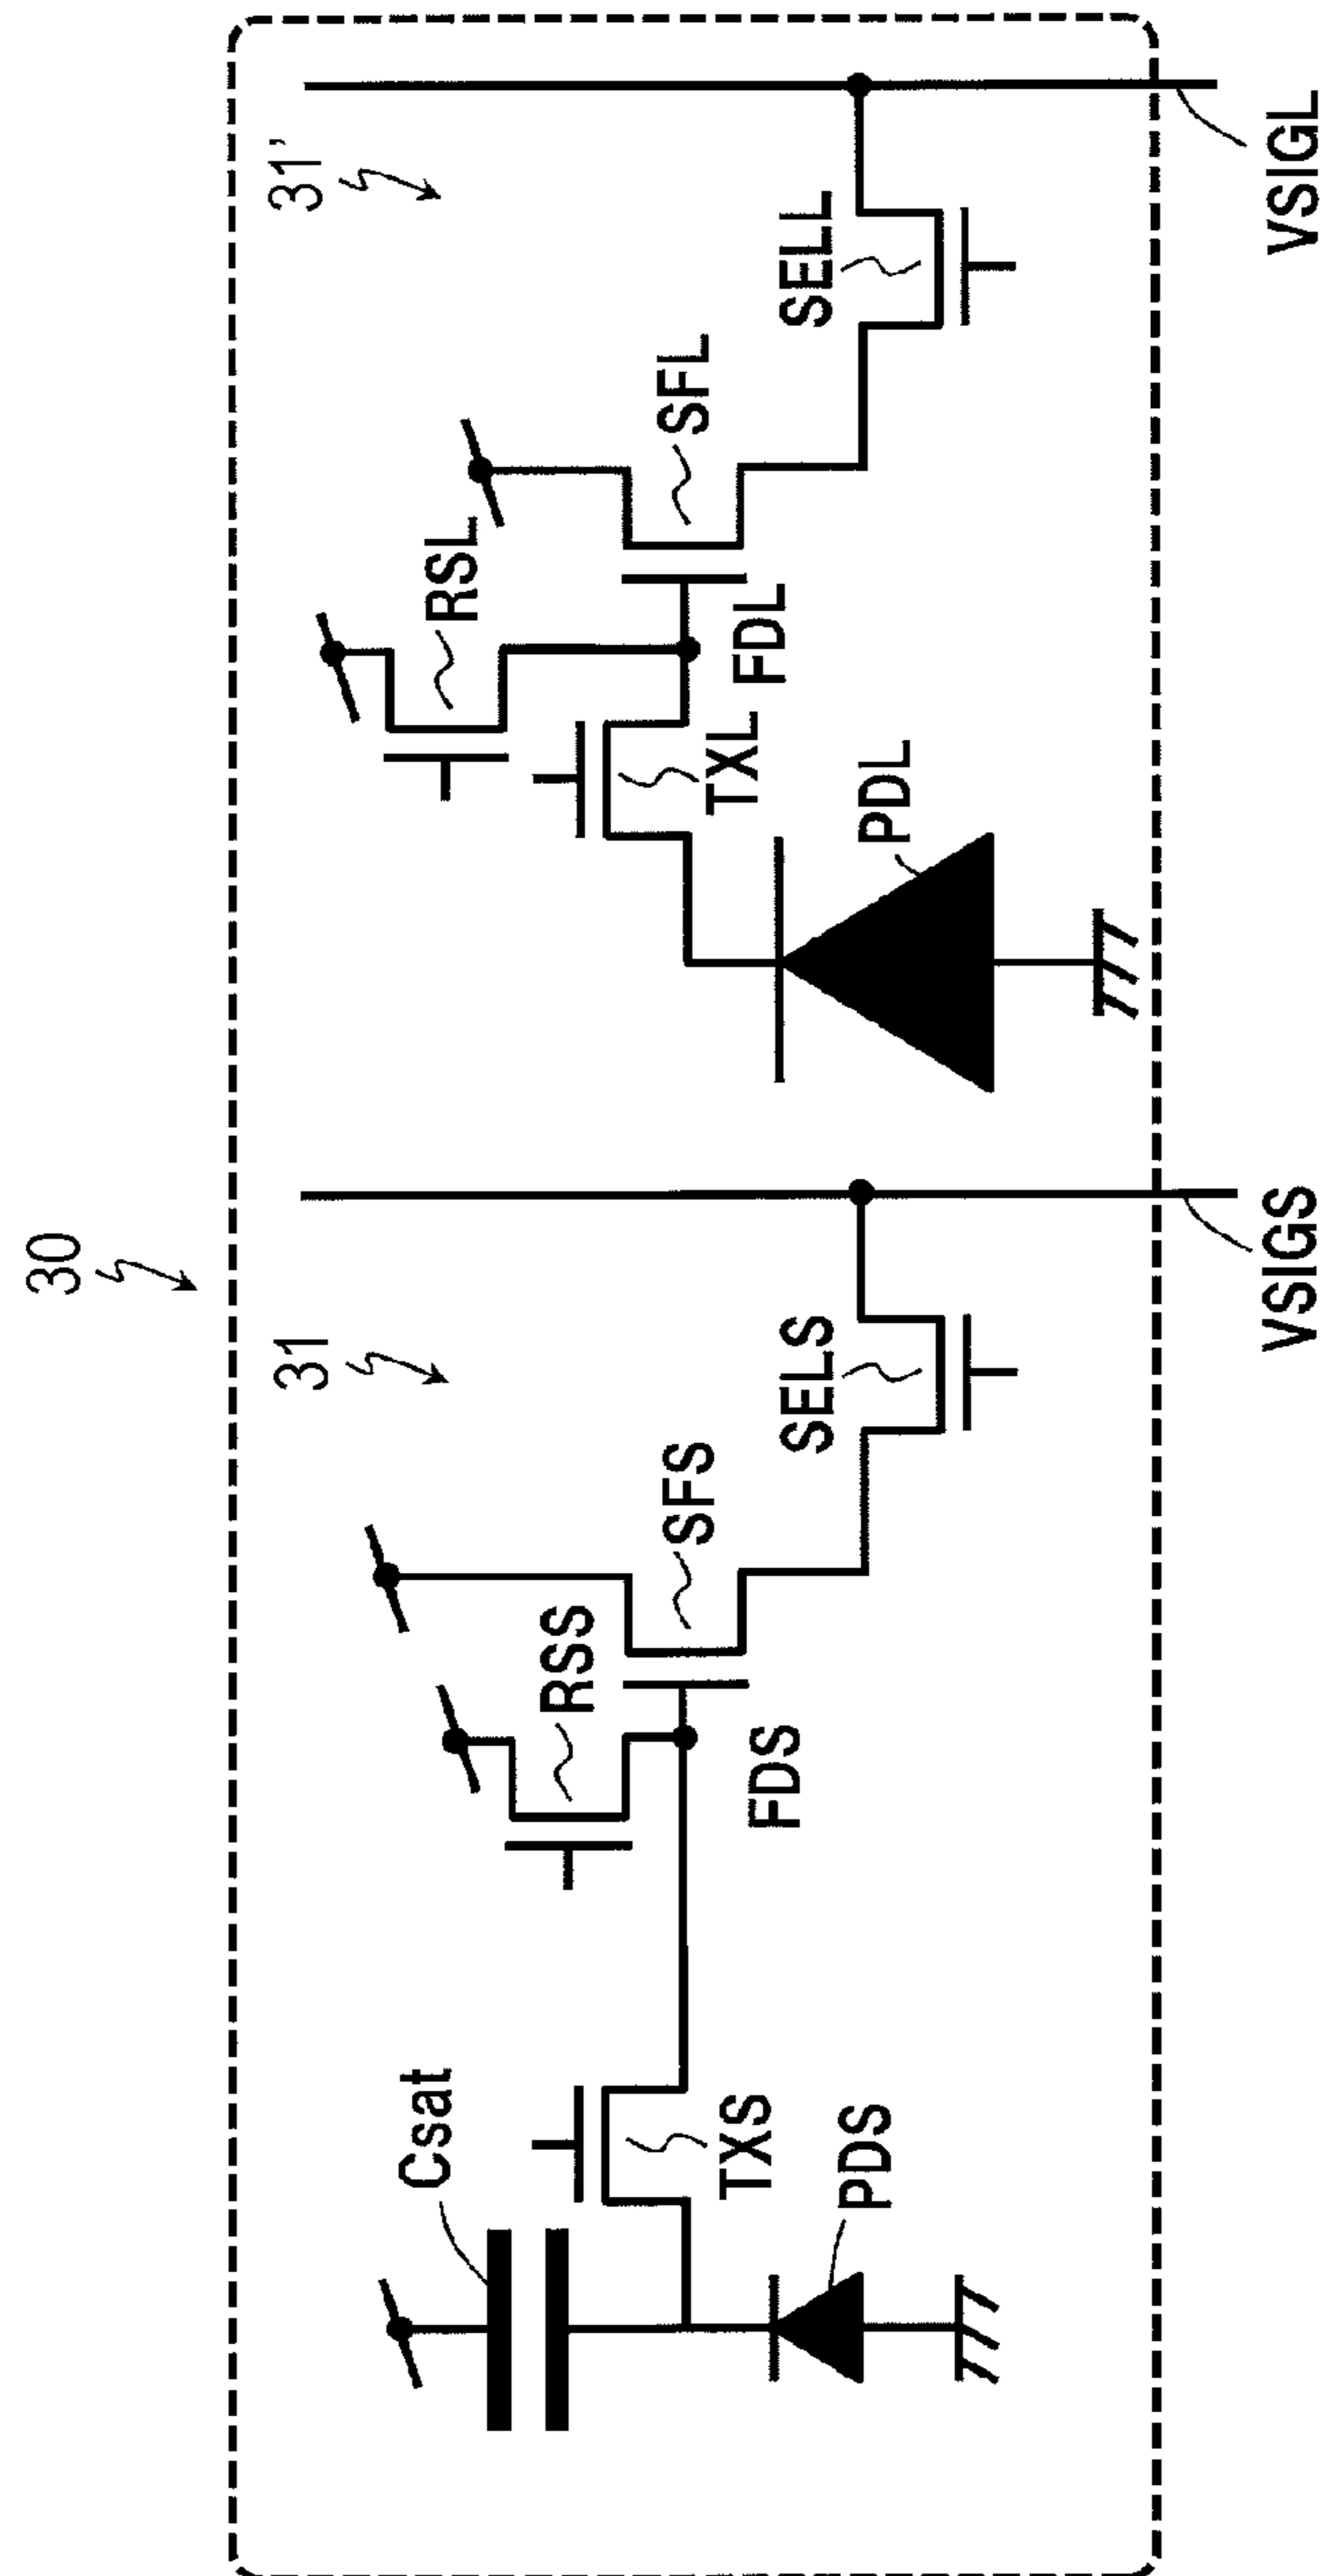 30
31
Csat
RSS
SFS
TXS
FDS
SELS
PDS
VSIGS
31'
RSL
SFL
TXL
FDL
SELL
PDL
VSIGL